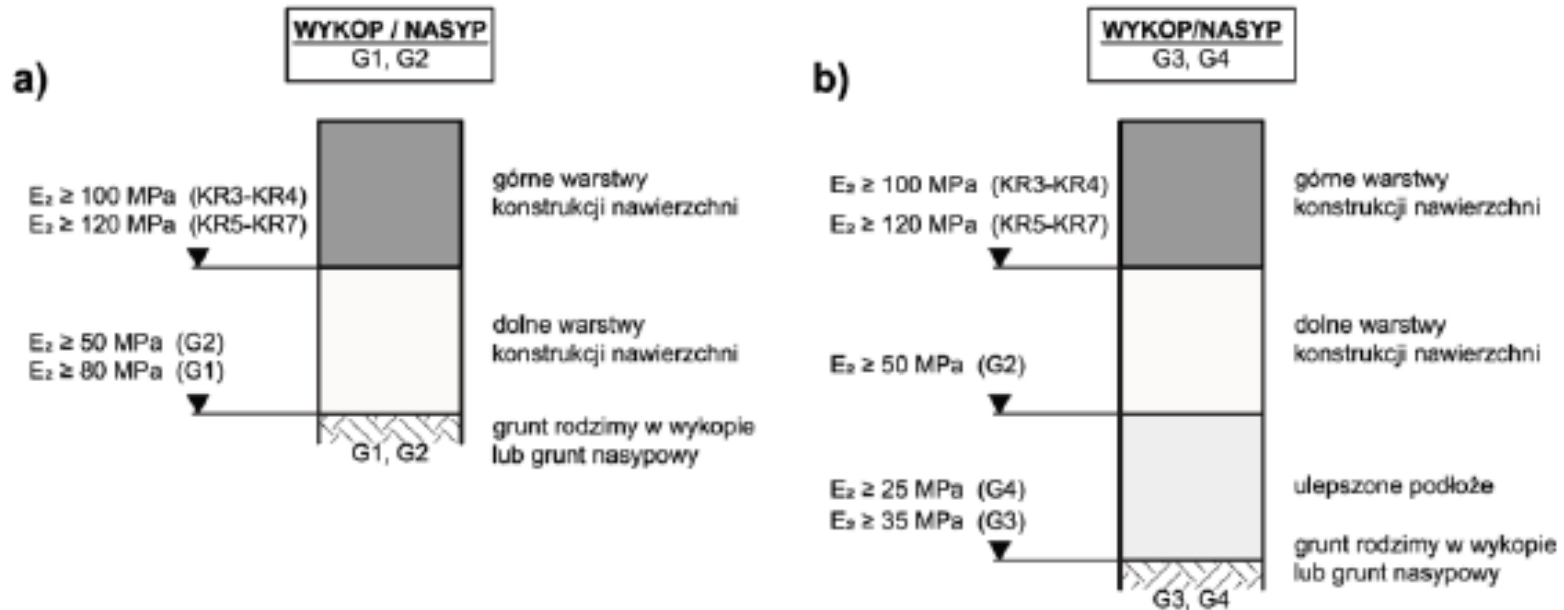 WYKOP / NASYP
G1, G2
a)
E₂ ≥ 100 MPa (KR3-KR4)
E₂ ≥ 120 MPa (KR5-KR7)
górne warstwy
konstrukcji nawierzchni
E₂ ≥ 50 MPa (G2)
E₂ ≥ 80 MPa (G1)
dolne warstwy
konstrukcji nawierzchni
G1, G2
grunt rodzimy w wykopie
lub grunt nasypowy
WYKOP/NASYP
G3, G4
b)
E₂ ≥ 100 MPa (KR3-KR4)
E₂ ≥ 120 MPa (KR5-KR7)
górne warstwy
konstrukcji nawierzchni
dolne warstwy
konstrukcji nawierzchni
E₂ ≥ 50 MPa (G2)
E₂ ≥ 25 MPa (G4)
E₂ ≥ 35 MPa (G3)
ulepszone podłoże
grunt rodzimy w wykopie
lub grunt nasypowy
G3, G4